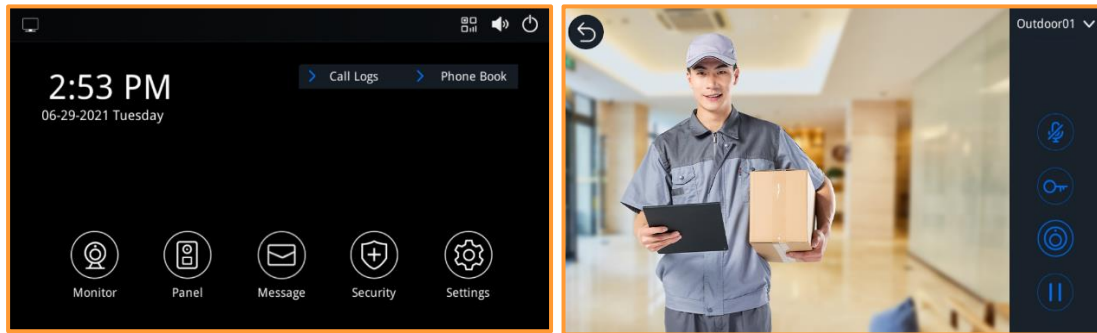 2:53 PM
06-29-2021 Tuesday
Call Logs Phone Book
Monitor Panel Message Security Settings
Outdoor01